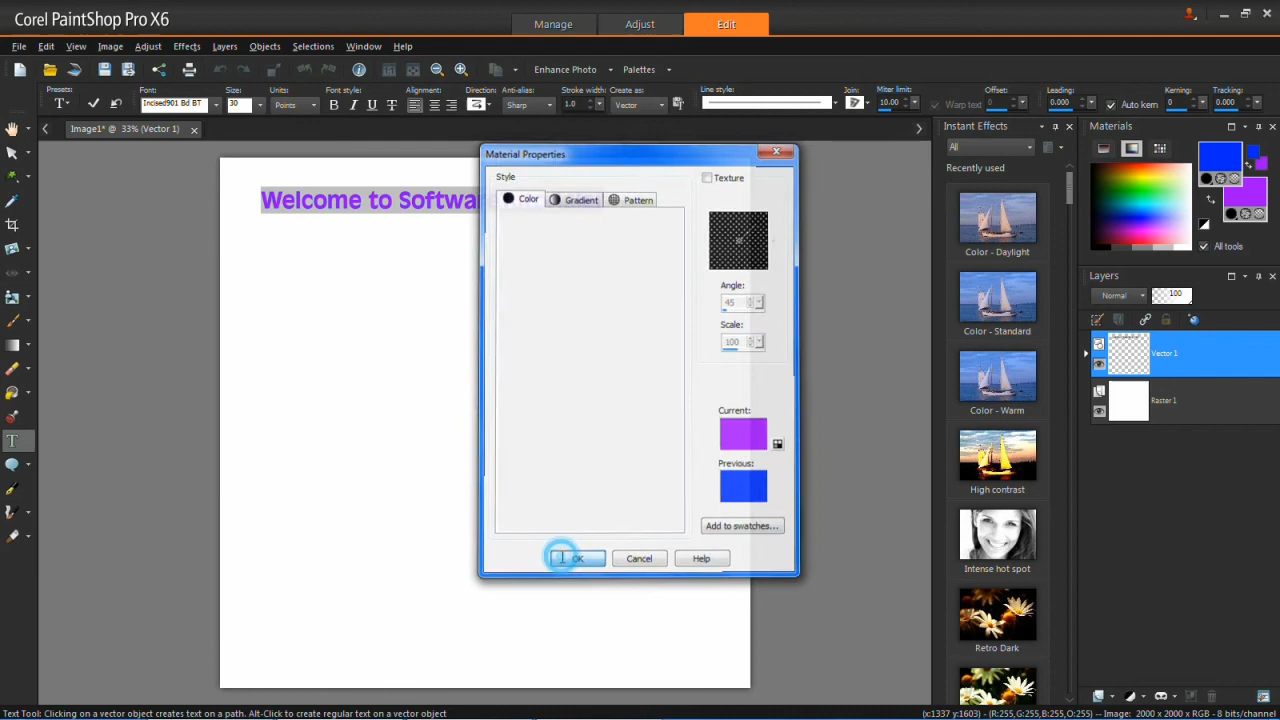 Corel PaintShop Pro X6
Manage Adjust Edit
File Edit View Image Adjust Effects Layers Objects Selections Window Help
Enhance Photo Palettes
Presets: Font: Size: Units: Font style: Alignment: Direction: Anti-alias: Stroke width: Create as: Line style: Join: Miter limit: Offset: Leading: Kerning: Tracking:
T Incised901 Bd BT 30 Points B I U T Sharp 1.0 Vector 10.00 Warp text 0 0.000 Auto kern 0 0.000
Image1* @ 33% (Vector 1)
Instant Effects
All
Recently used
Color - Daylight
Color - Standard
Color - Warm
High contrast
Intense hot spot
Retro Dark
Materials
All tools
Layers
Normal 100
Vector 1
Raster 1
Welcome to Softwar
Material Properties
Style
Color Gradient Pattern
Texture
Angle:
45
Scale:
100
Current:
Previous:
Add to swatches...
OK Cancel Help
T
Text Tool: Clicking on a vector object creates text on a path. Alt-Click to create regular text on a vector object
(x:1337 y:1603) - (R:255,G:255,B:255,O:255) -- Image: 2000 x 2000 x RGB - 8 bits/channel